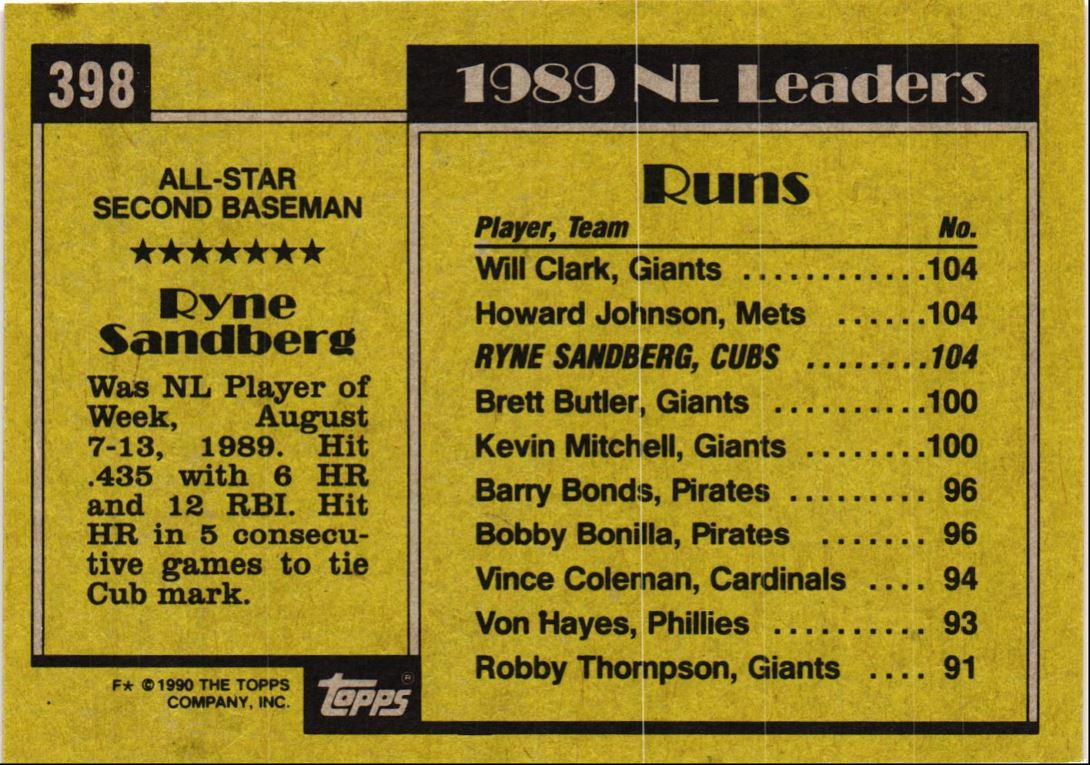 398
1989 NL Leaders
ALL-STAR
SECOND BASEMAN
★★★★★★★
Ryne
Sandberg
Was NL Player of
Week, August
7-13, 1989. Hit
.435 with 6 HR
and 12 RBI. Hit
HR in 5 consecu-
tive games to tie
Cub mark.
Runs
Player, Team No.
Will Clark, Giants ............104
Howard Johnson, Mets ......104
RYNE SANDBERG, CUBS ........104
Brett Butler, Giants ..........100
Kevin Mitchell, Giants ........100
Barry Bonds, Pirates ......... 96
Bobby Bonilla, Pirates ....... 96
Vince Coleman, Cardinals .... 94
Von Hayes, Phillies .......... 93
Robby Thompson, Giants .... 91
F★ ©1990 THE TOPPS
COMPANY, INC.
topps®